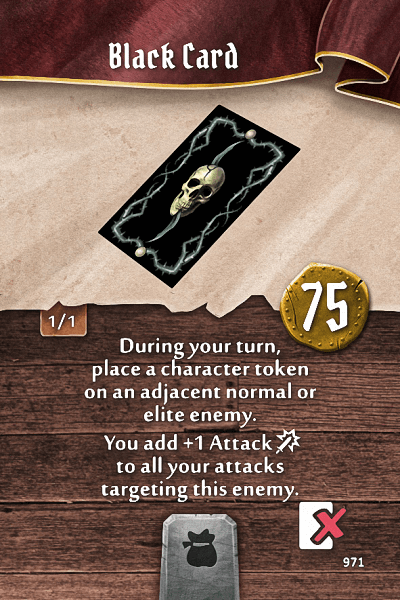 Black Card
75
1/1
During your turn,
place a character token
on an adjacent normal or
elite enemy.
You add +1 Attack
to all your attacks
targeting this enemy.
971